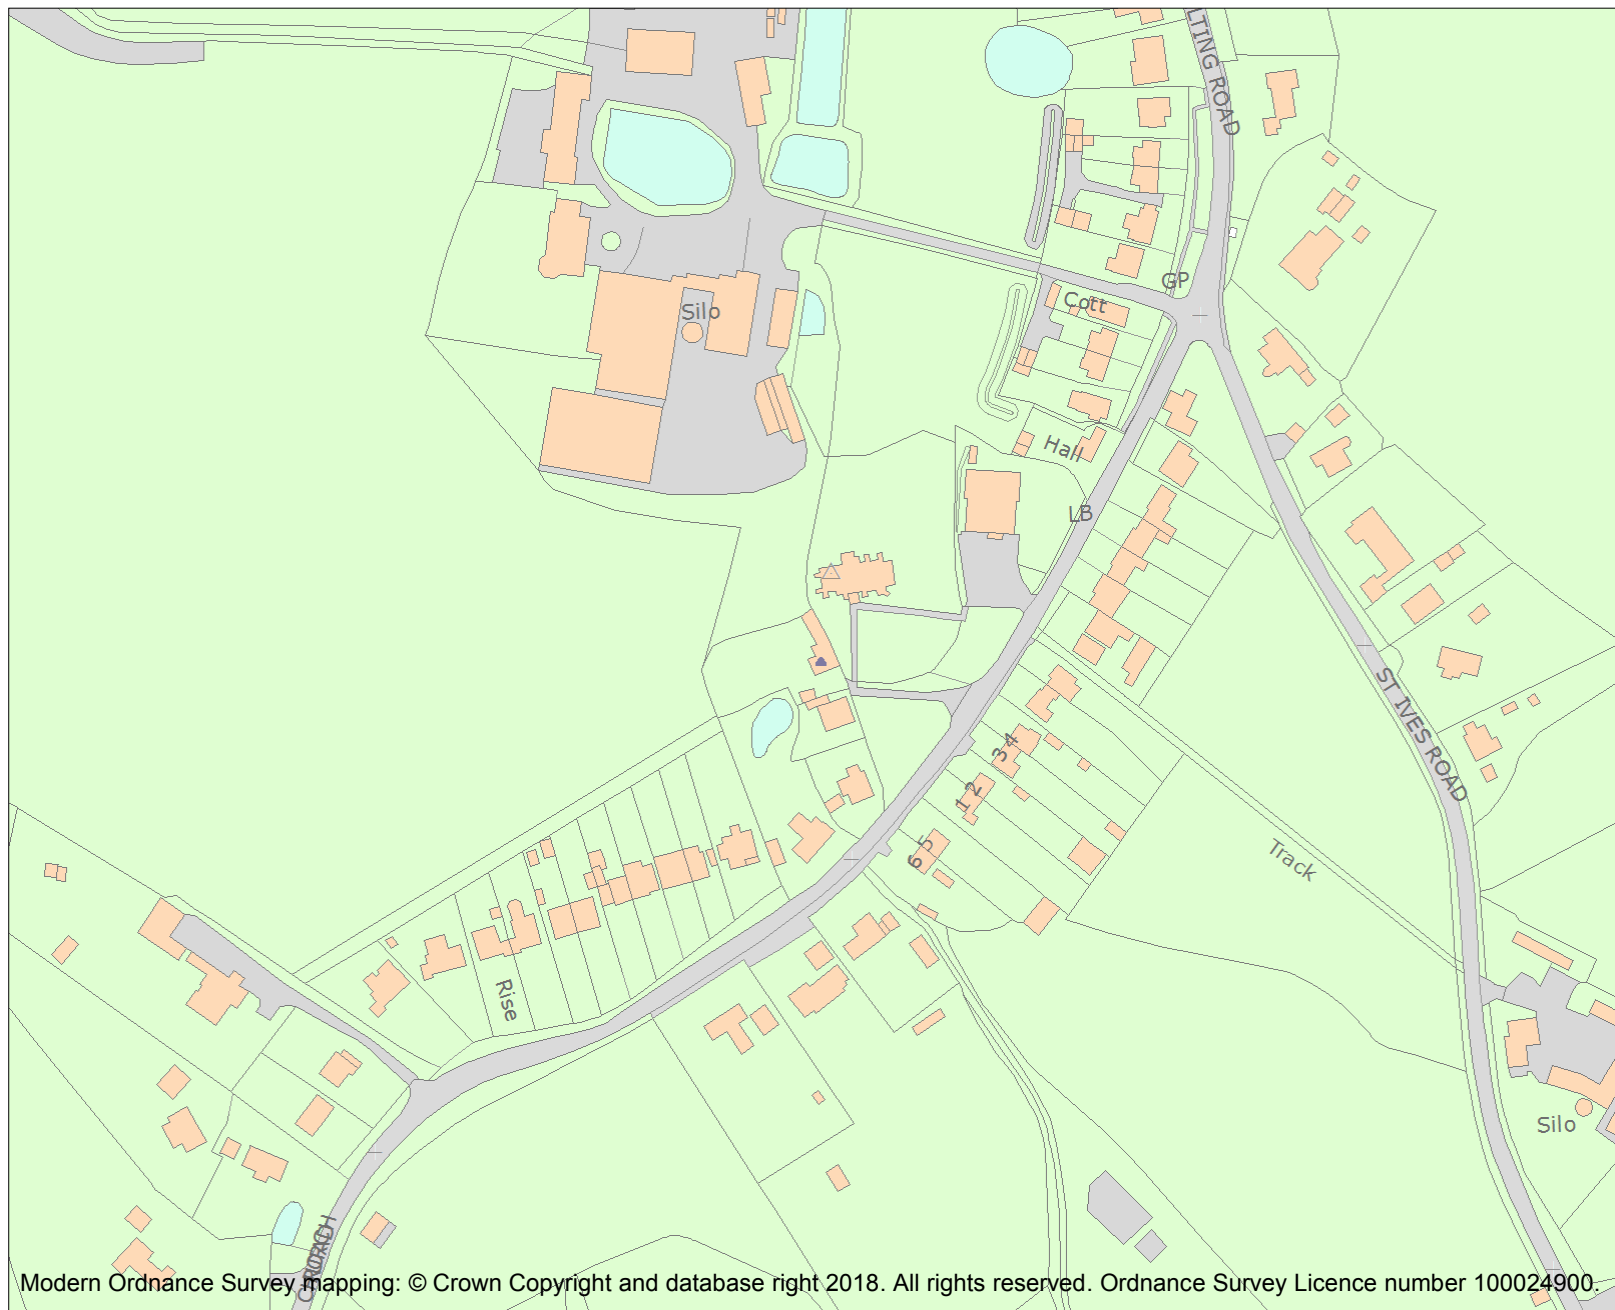 LTING ROAD
GP
Cott
Silo
Hall
LB
ST IVES ROAD
3 4
1 2
6 5
Track
Rise
Silo
CHURCH
ROAD
Modern Ordnance Survey mapping: © Crown Copyright and database right 2018. All rights reserved. Ordnance Survey Licence number 100024900.